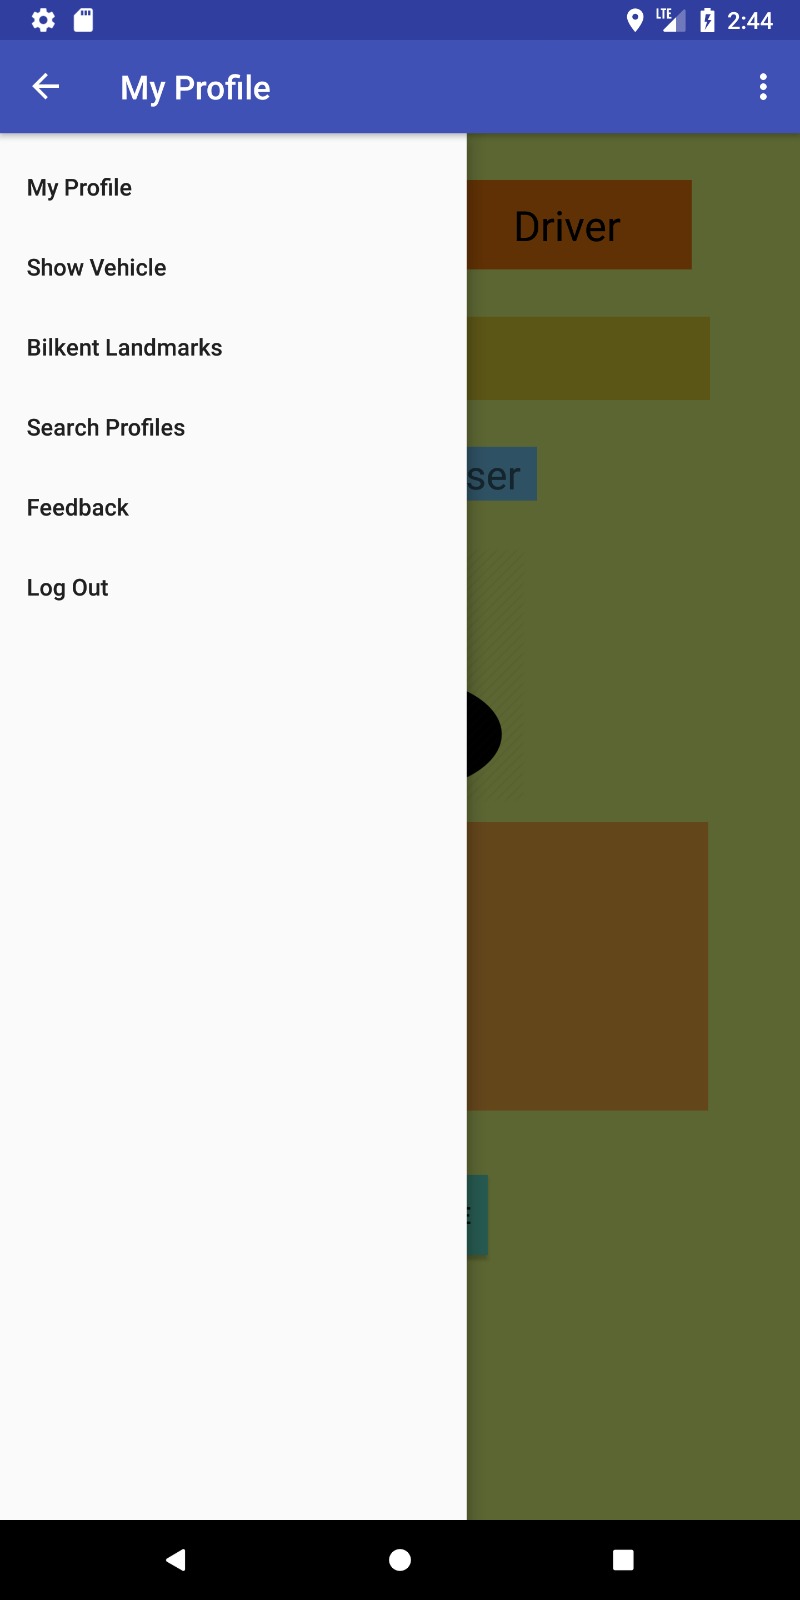 LTE 2:44
My Profile
My Profile
Driver
Show Vehicle
Bilkent Landmarks
Search Profiles
ser
Feedback
Log Out